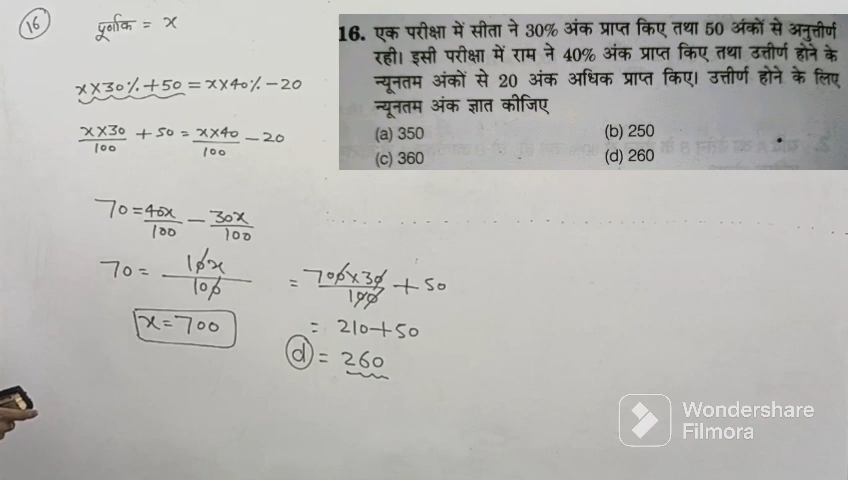 16
पूर्णांक = x
x×30%+50=x×40%-20
x×30/100 + 50 = x×40/100 - 20
70 = 40x/100 - 30x/100
70 = 10x/100
x=700
= 700×30/100 + 50
= 210+50
(d) = 260
16. एक परीक्षा में सीता ने 30% अंक प्राप्त किए तथा 50 अंकों से अनुत्तीर्ण
रही। इसी परीक्षा में राम ने 40% अंक प्राप्त किए तथा उत्तीर्ण होने के
न्यूनतम अंकों से 20 अंक अधिक प्राप्त किए। उत्तीर्ण होने के लिए
न्यूनतम अंक ज्ञात कीजिए
(a) 350 (b) 250
(c) 360 (d) 260
Wondershare
Filmora